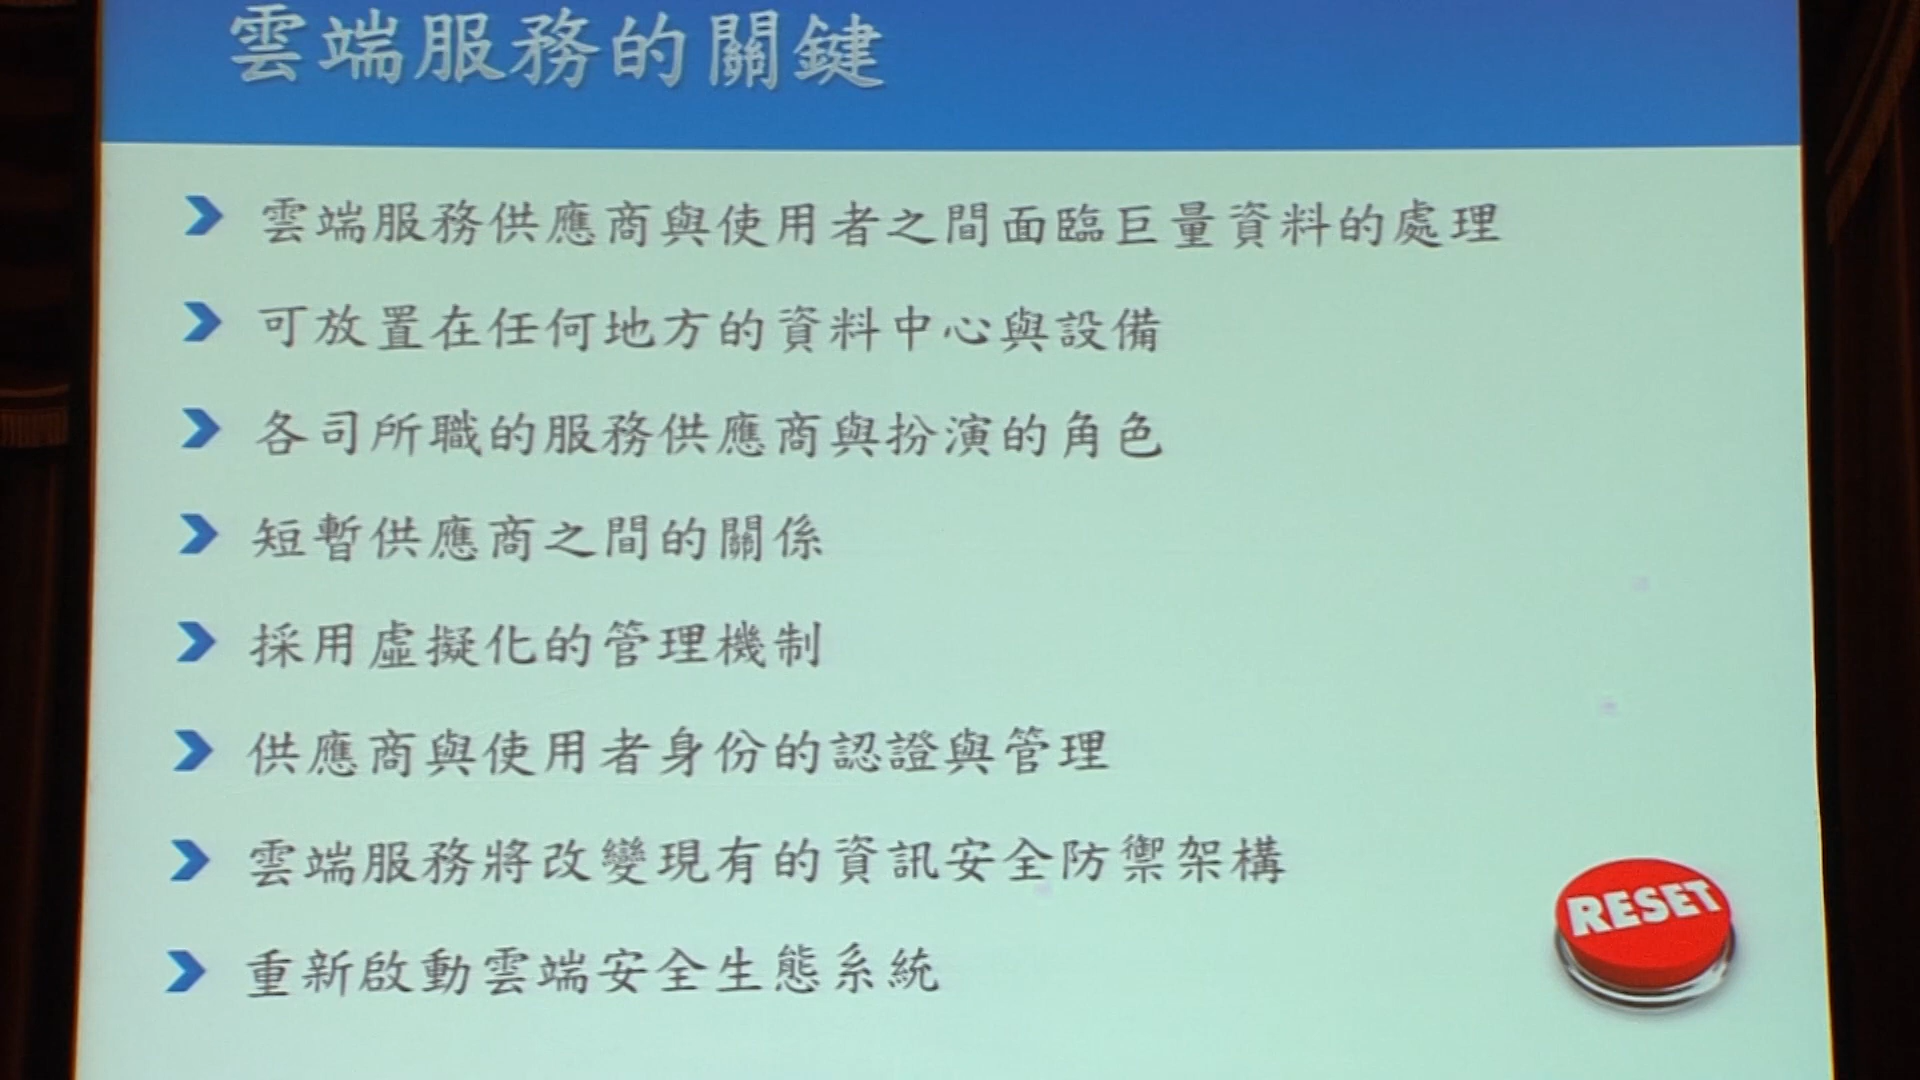 雲端服務的關鍵
雲端服務供應商與使用者之間面臨巨量資料的處理
可放置在任何地方的資料中心與設備
各司所職的服務供應商與扮演的角色
短暫供應商之間的關係
採用虛擬化的管理機制
供應商與使用者身份的認證與管理
雲端服務將改變現有的資訊安全防禦架構
重新啟動雲端安全生態系統
RESET